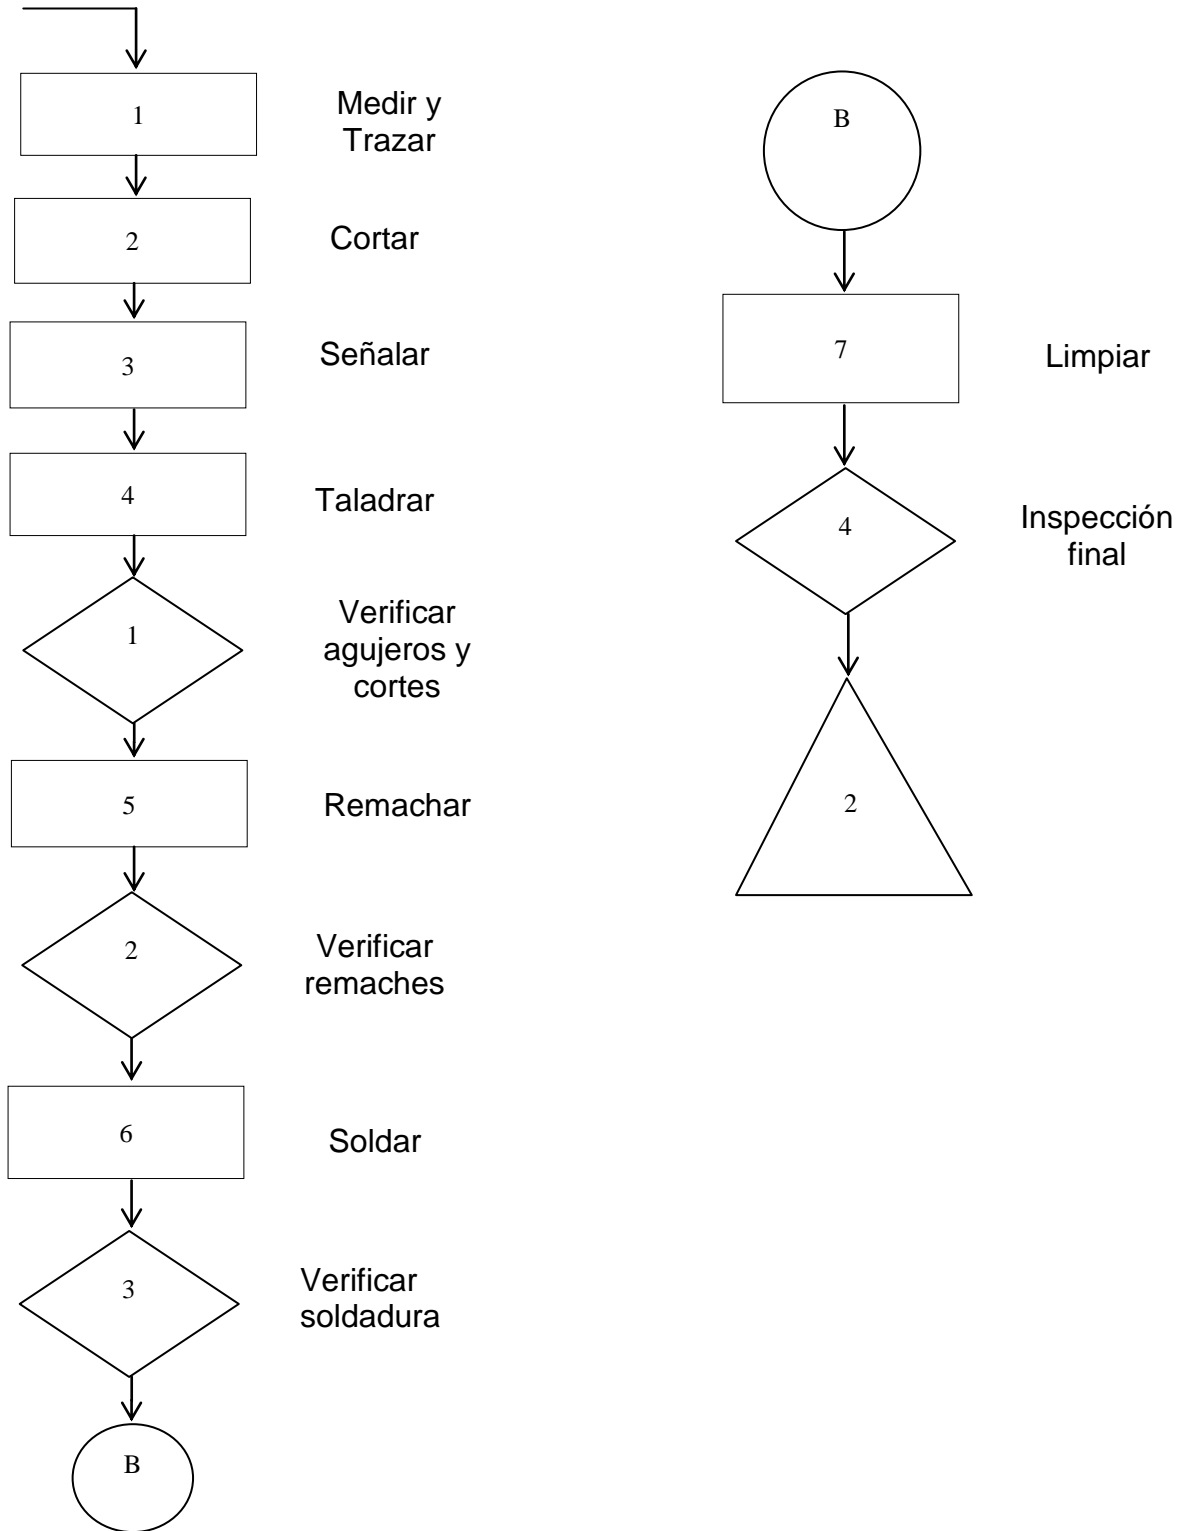 1
Medir y
Trazar
2
Cortar
3
Señalar
4
Taladrar
1
Verificar
agujeros y
cortes
5
Remachar
2
Verificar
remaches
6
Soldar
3
Verificar
soldadura
B
B
7
Limpiar
4
Inspección
final
2